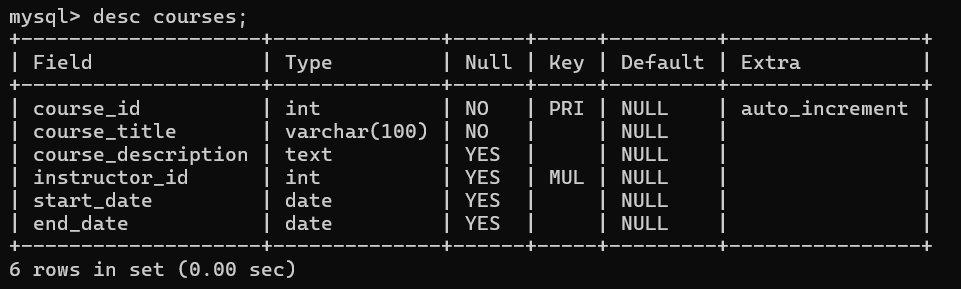 mysql> desc courses;
+--------------------+--------------+------+-----+---------+----------------+
| Field              | Type         | Null | Key | Default | Extra          |
+--------------------+--------------+------+-----+---------+----------------+
| course_id          | int          | NO   | PRI | NULL    | auto_increment |
| course_title       | varchar(100) | NO   |     | NULL    |                |
| course_description | text         | YES  |     | NULL    |                |
| instructor_id      | int          | YES  | MUL | NULL    |                |
| start_date         | date         | YES  |     | NULL    |                |
| end_date           | date         | YES  |     | NULL    |                |
+--------------------+--------------+------+-----+---------+----------------+
6 rows in set (0.00 sec)